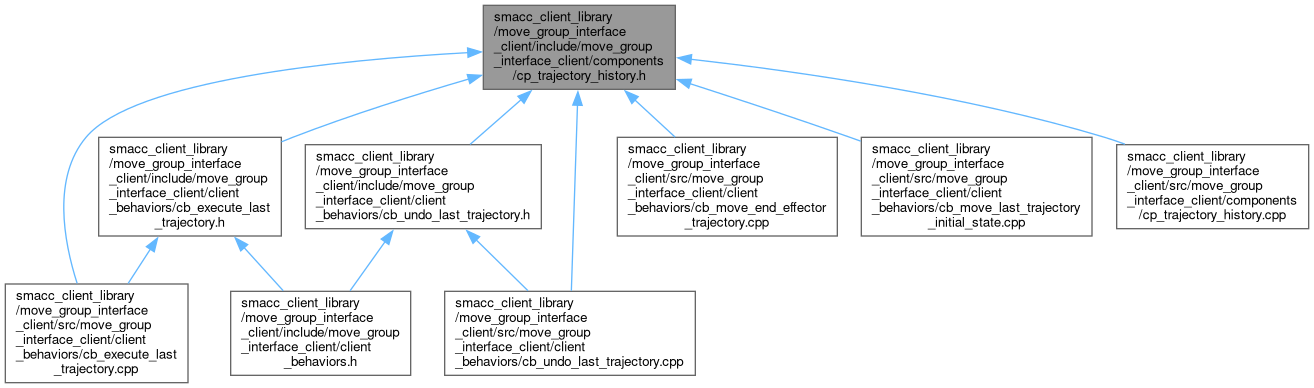 smacc_client_library
/move_group_interface
_client/include/move_group
_interface_client/components
/cp_trajectory_history.h
smacc_client_library
/move_group_interface
_client/include/move_group
_interface_client/client
_behaviors/cb_execute_last
_trajectory.h
smacc_client_library
/move_group_interface
_client/include/move_group
_interface_client/client
_behaviors/cb_undo_last_trajectory.h
smacc_client_library
/move_group_interface
_client/src/move_group
_interface_client/client
_behaviors/cb_move_end_effector
_trajectory.cpp
smacc_client_library
/move_group_interface
_client/src/move_group
_interface_client/client
_behaviors/cb_move_last_trajectory
_initial_state.cpp
smacc_client_library
/move_group_interface
_client/src/move_group
_interface_client/components
/cp_trajectory_history.cpp
smacc_client_library
/move_group_interface
_client/src/move_group
_interface_client/client
_behaviors/cb_execute_last
_trajectory.cpp
smacc_client_library
/move_group_interface
_client/include/move_group
_interface_client/client
_behaviors.h
smacc_client_library
/move_group_interface
_client/src/move_group
_interface_client/client
_behaviors/cb_undo_last_trajectory.cpp